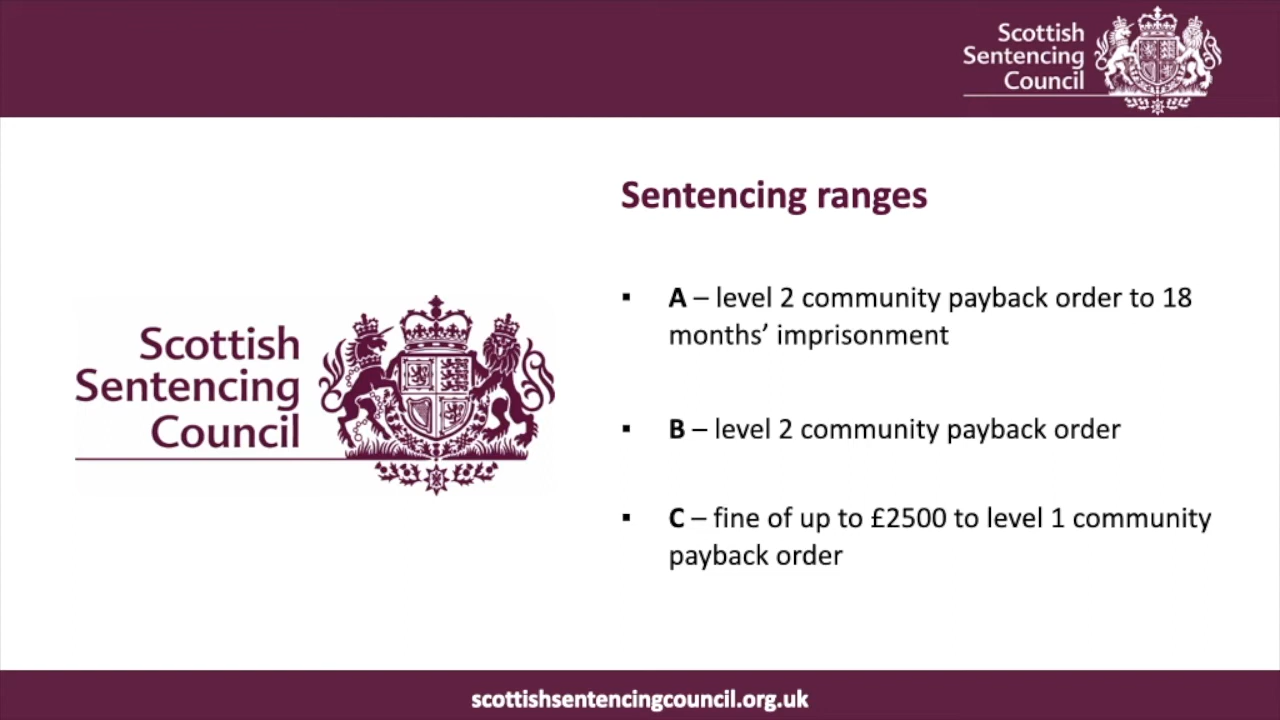 Scottish
Sentencing
Council
Sentencing ranges
▪ A – level 2 community payback order to 18
months’ imprisonment
Scottish
Sentencing
Council
▪ B – level 2 community payback order
▪ C – fine of up to £2500 to level 1 community
payback order
scottishsentencingcouncil.org.uk